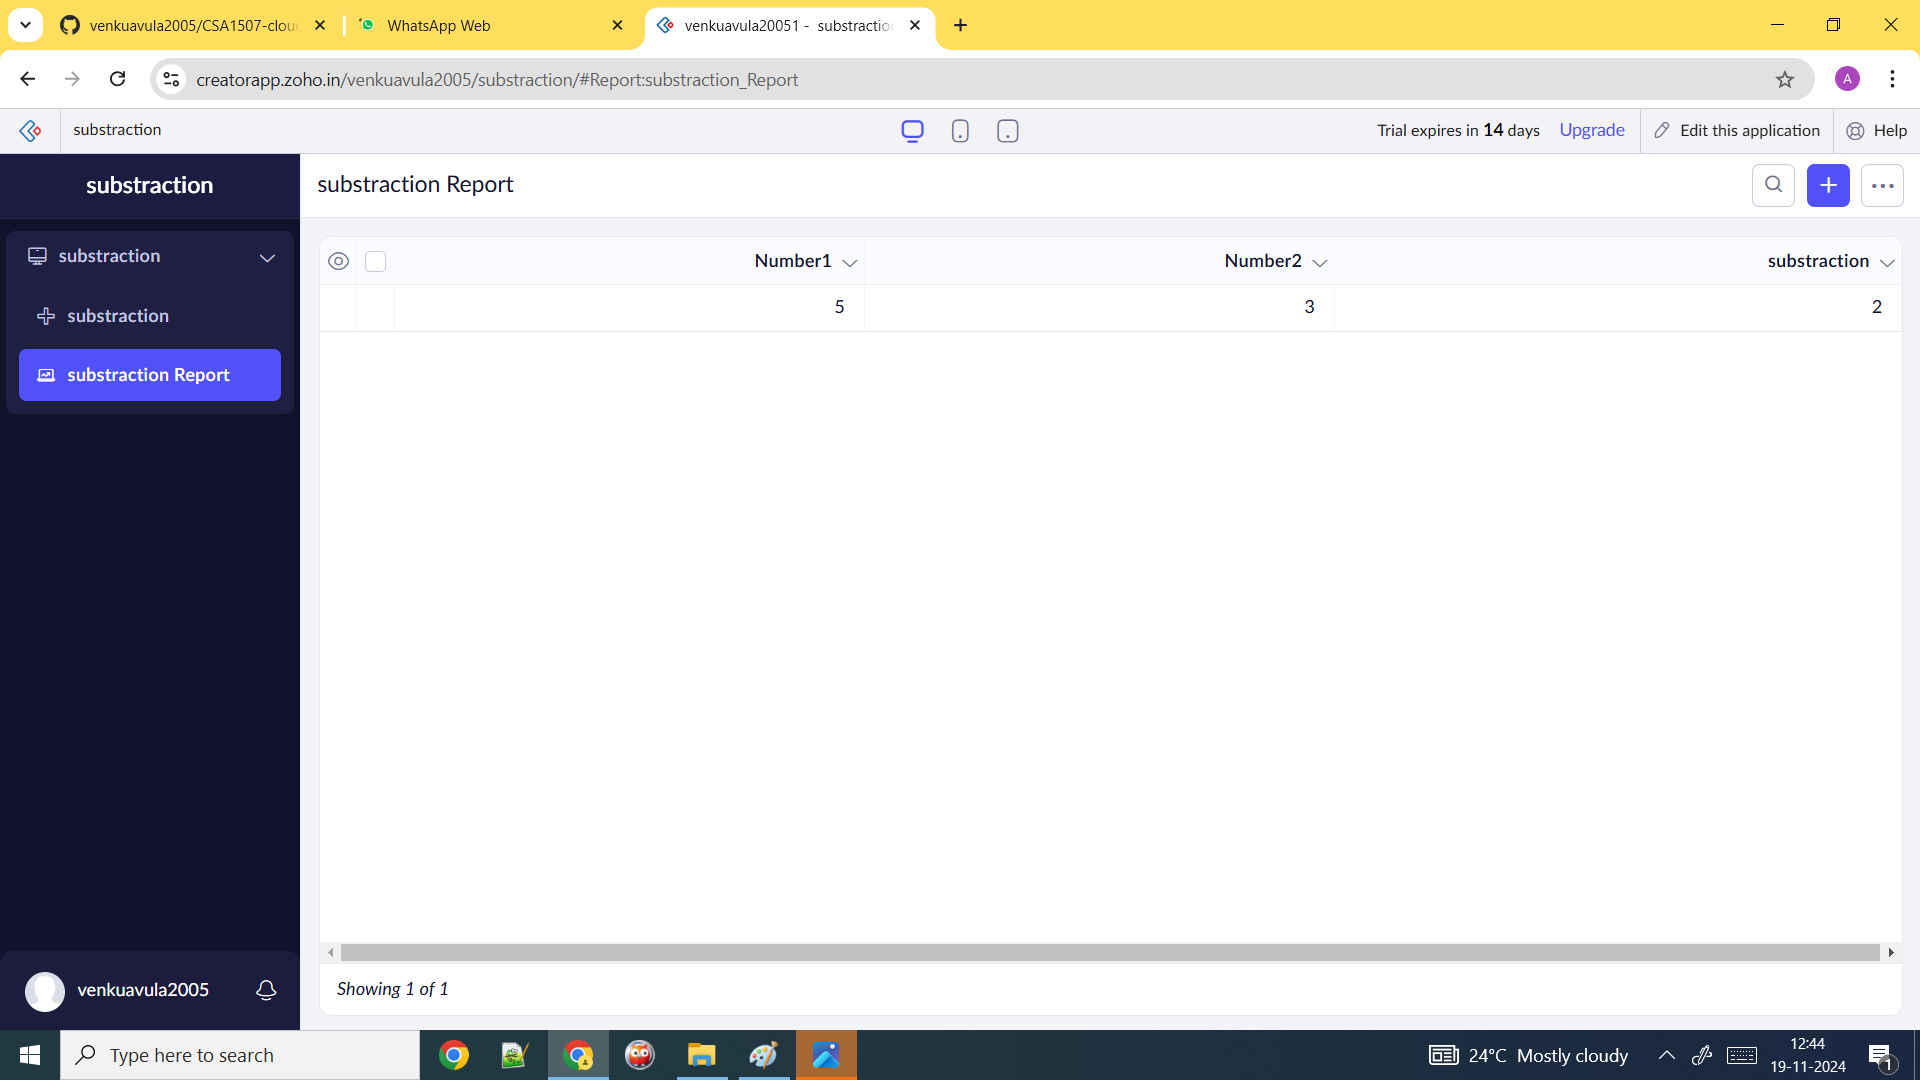 venkuavula2005/CSA1507-clou
WhatsApp Web
venkuavula20051 - substraction
creatorapp.zoho.in/venkuavula2005/substraction/#Report:substraction_Report
A
substraction
Trial expires in 14 days
Upgrade
Edit this application
Help
substraction
substraction Report
substraction
substraction
substraction Report
Number1
Number2
substraction
5
3
2
Showing 1 of 1
venkuavula2005
Type here to search
24°C Mostly cloudy
12:44
19-11-2024
1